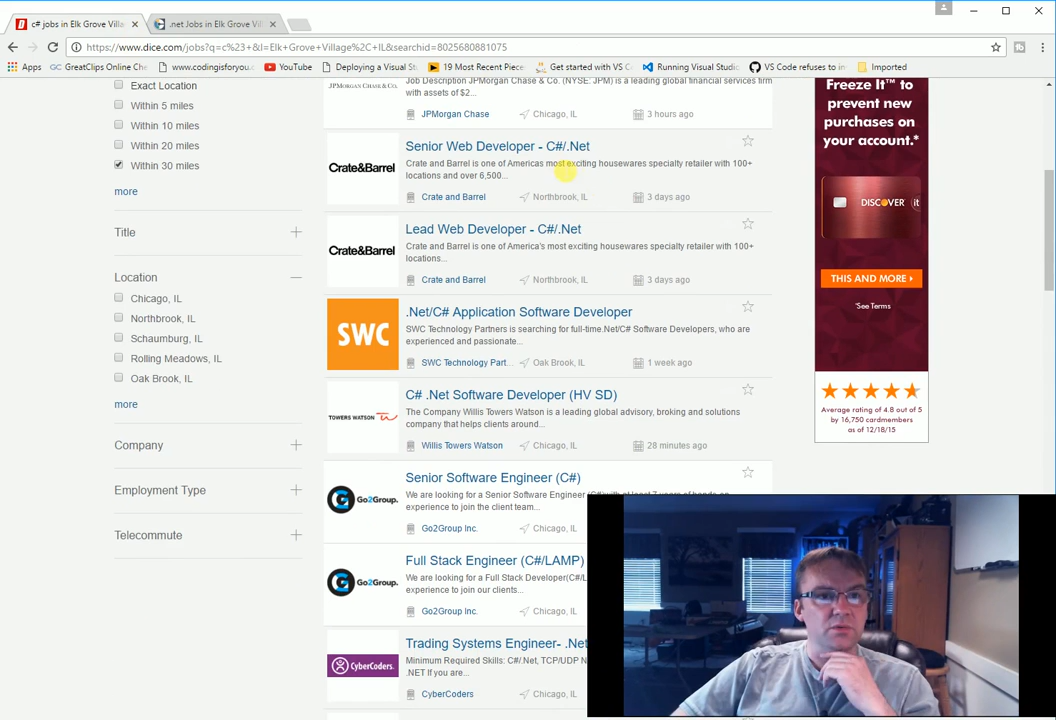 c# jobs in Elk Grove Villa
.net Jobs in Elk Grove Vi
https://www.dice.com/jobs?q=c%23+&l=Elk+Grove+Village%2C+IL&searchid=8025680881075
Apps
GreatClips Online Che
www.codingisforyou.
YouTube
Deploying a Visual St
19 Most Recent Piece
Get started with VS C
Running Visual Studi
VS Code refuses to in
Imported
Exact Location
Within 5 miles
Within 10 miles
Within 20 miles
Within 30 miles
more
Title
Location
Chicago, IL
Northbrook, IL
Schaumburg, IL
Rolling Meadows, IL
Oak Brook, IL
more
Company
Employment Type
Telecommute
JPMORGAN CHASE & CO.
Job Description JPMorgan Chase & Co. (NYSE: JPM) is a leading global financial services firm
with assets of $2...
JPMorgan Chase
Chicago, IL
3 hours ago
Crate&Barrel
Senior Web Developer - C#/.Net
Crate and Barrel is one of Americas most exciting housewares specialty retailer with 100+
locations and over 6,500...
Crate and Barrel
Northbrook, IL
3 days ago
Crate&Barrel
Lead Web Developer - C#/.Net
Crate and Barrel is one of America's most exciting housewares specialty retailer with 100+
locations...
Crate and Barrel
Northbrook, IL
3 days ago
SWC
.Net/C# Application Software Developer
SWC Technology Partners is searching for full-time.Net/C# Software Developers, who are
experienced and passionate...
SWC Technology Part...
Oak Brook, IL
1 week ago
TOWERS WATSON
C# .Net Software Developer (HV SD)
The Company Willis Towers Watson is a leading global advisory, broking and solutions
company that helps clients around...
Willis Towers Watson
Chicago, IL
28 minutes ago
Go2Group.
Senior Software Engineer (C#)
We are looking for a Senior Software Engineer (C#) with at least 7 years of hands-on
experience to join the client team...
Go2Group Inc.
Chicago, IL
Go2Group.
Full Stack Engineer (C#/LAMP)
We are looking for a Full Stack Developer(C#/L
experience to join our clients...
Go2Group Inc.
Chicago, IL
CyberCoders
Trading Systems Engineer- .Net
Minimum Required Skills: C#/.Net, TCP/UDP N
.NET If you are...
CyberCoders
Chicago, IL
Freeze It™ to
prevent new
purchases on
your account.*
DISCOVER it
THIS AND MORE
*See Terms
Average rating of 4.8 out of 5
by 16,750 cardmembers
as of 12/18/15